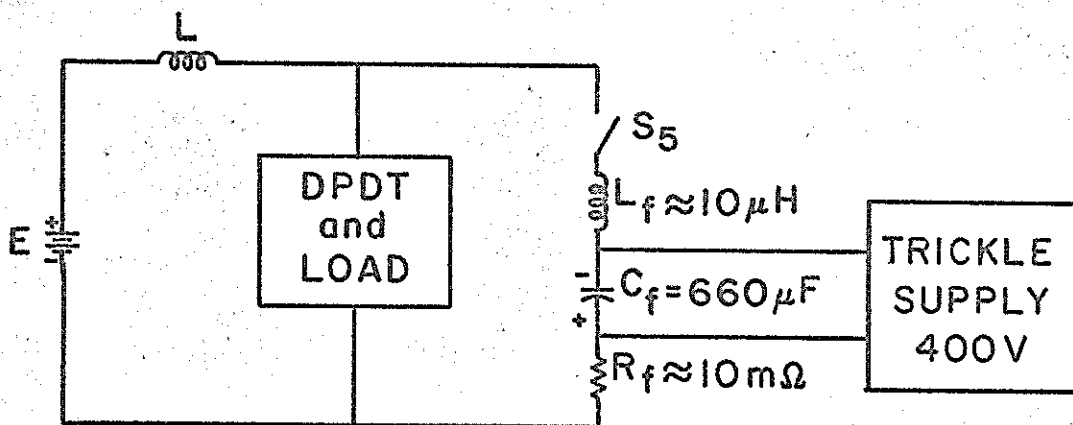 L
E
+
-
DPDT
and
LOAD
S5
Lf≈10μH
-
Cf=660μF
+
Rf≈10mΩ
TRICKLE
SUPPLY
400V